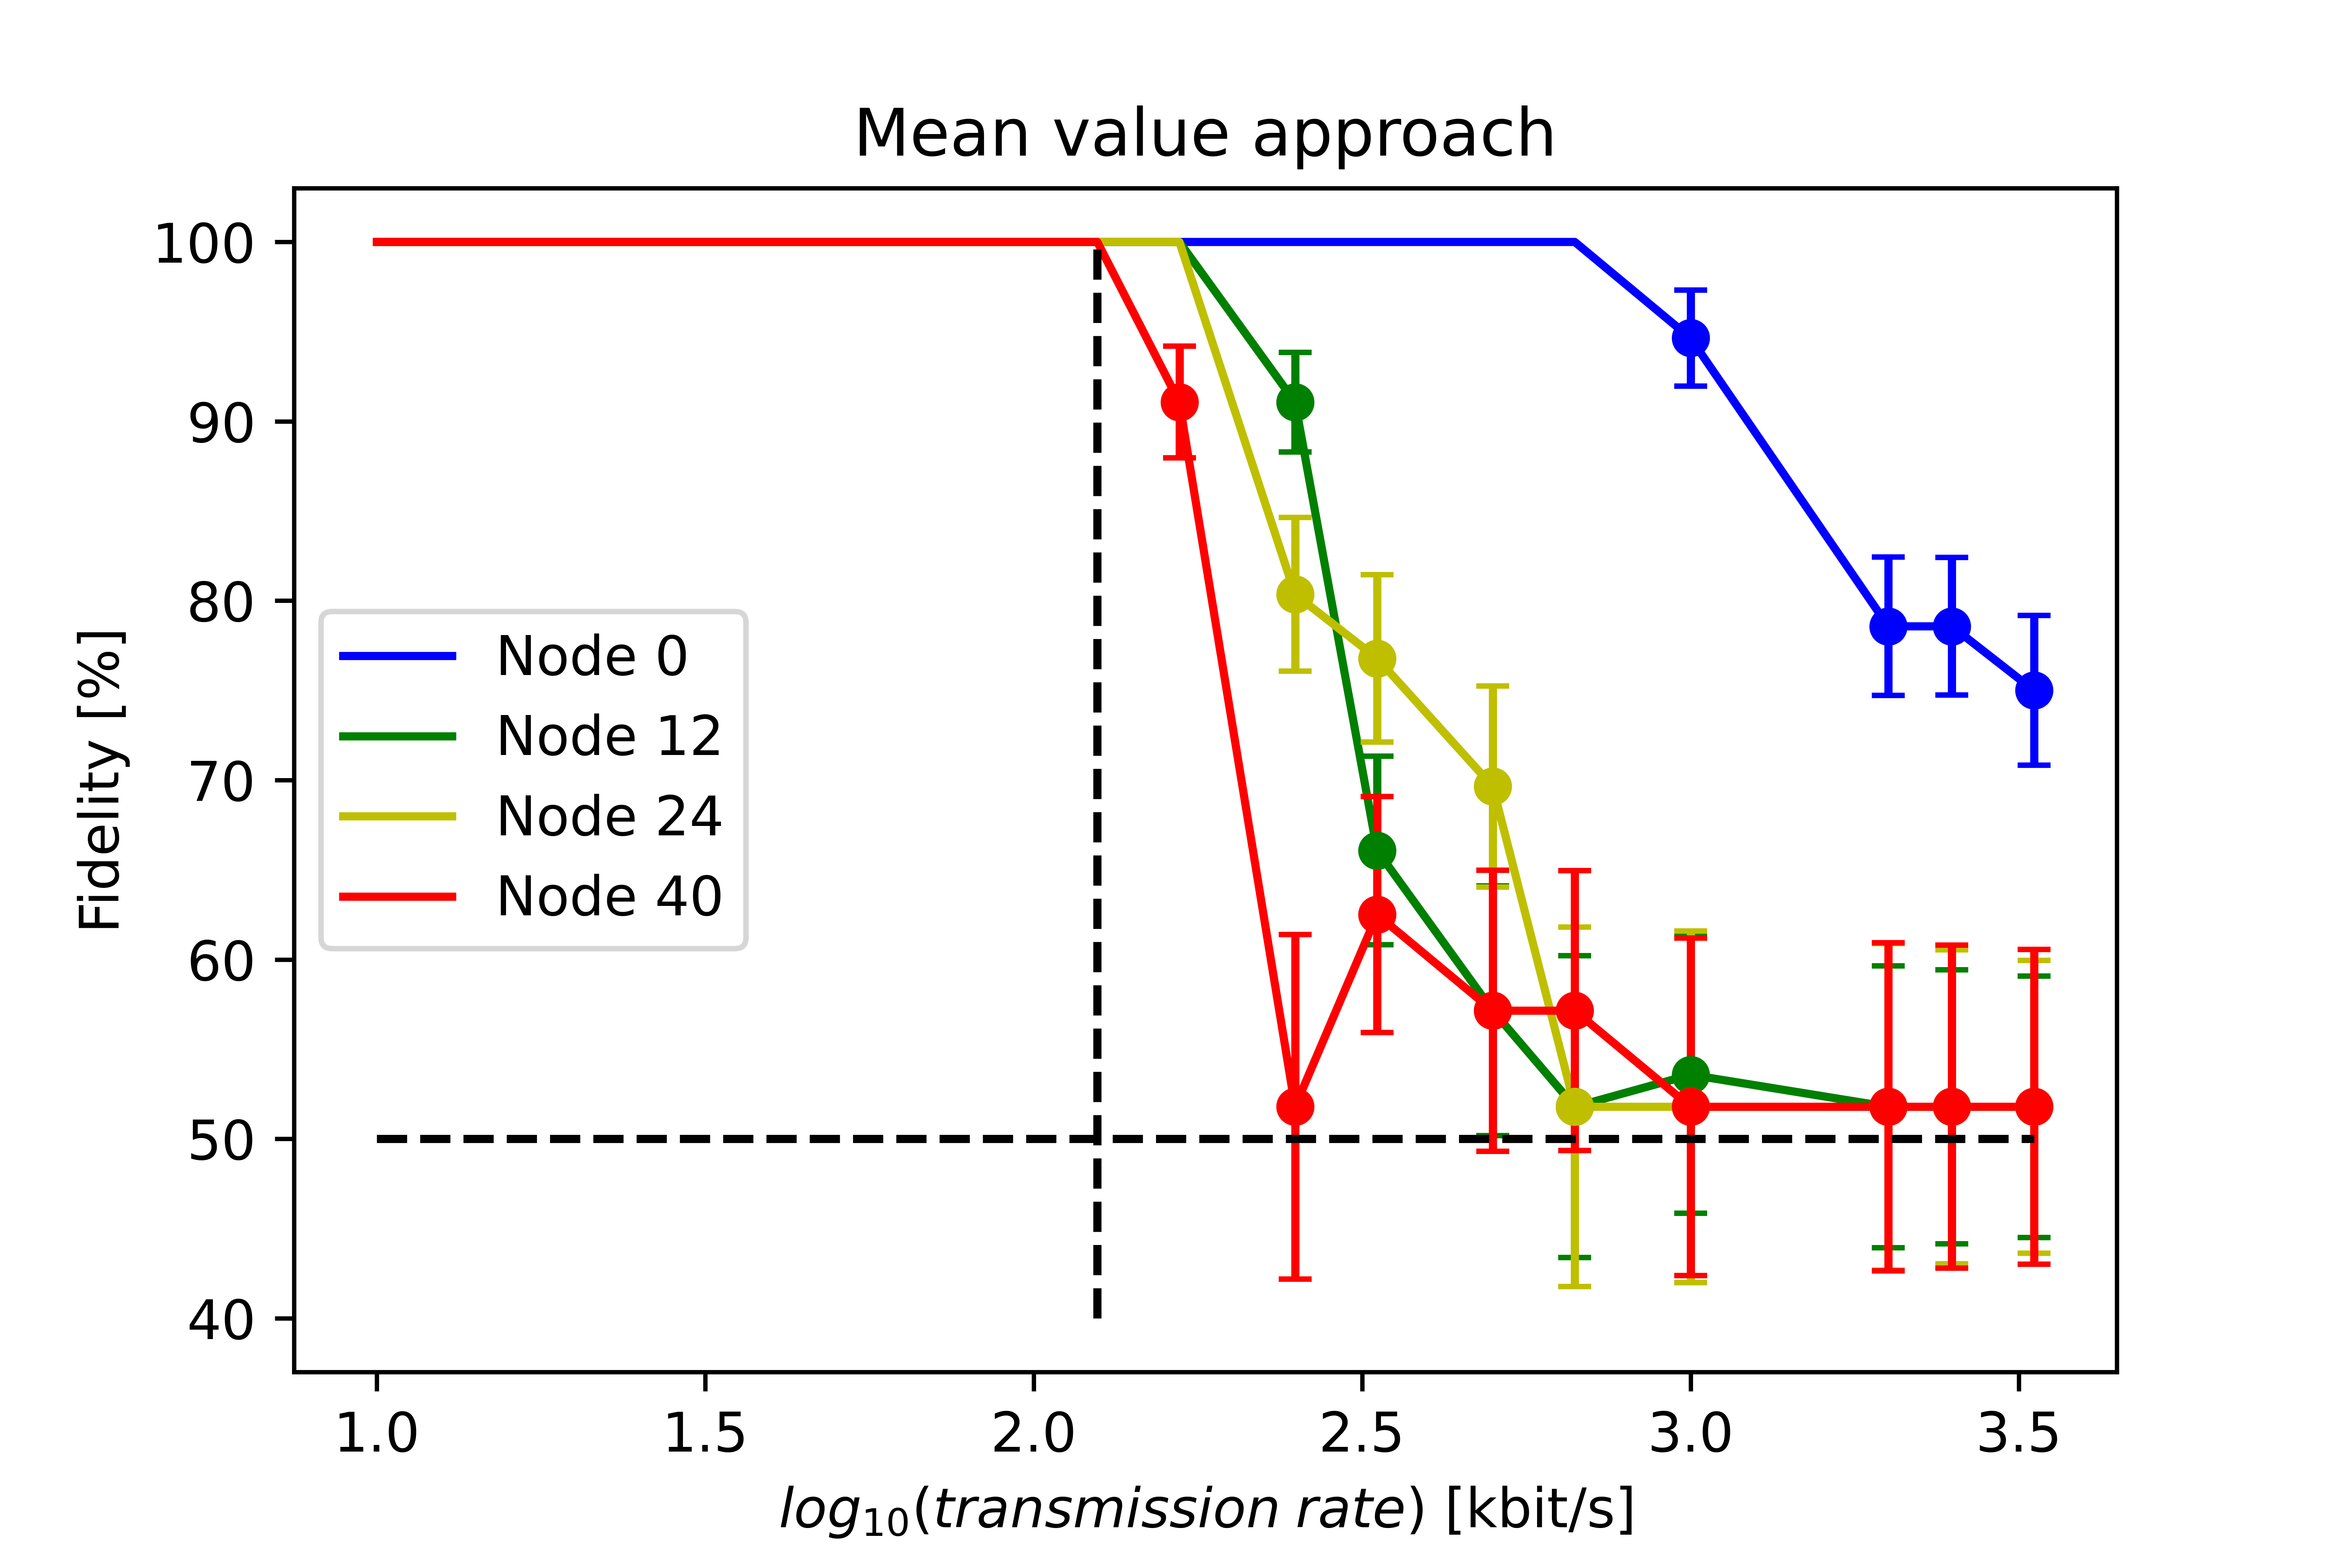 Mean value approach
100
90
80
70
60
50
40
Fidelity [%]
Node 0
Node 12
Node 24
Node 40
1.0 1.5 2.0 2.5 3.0 3.5
log₁₀(transmission rate) [kbit/s]